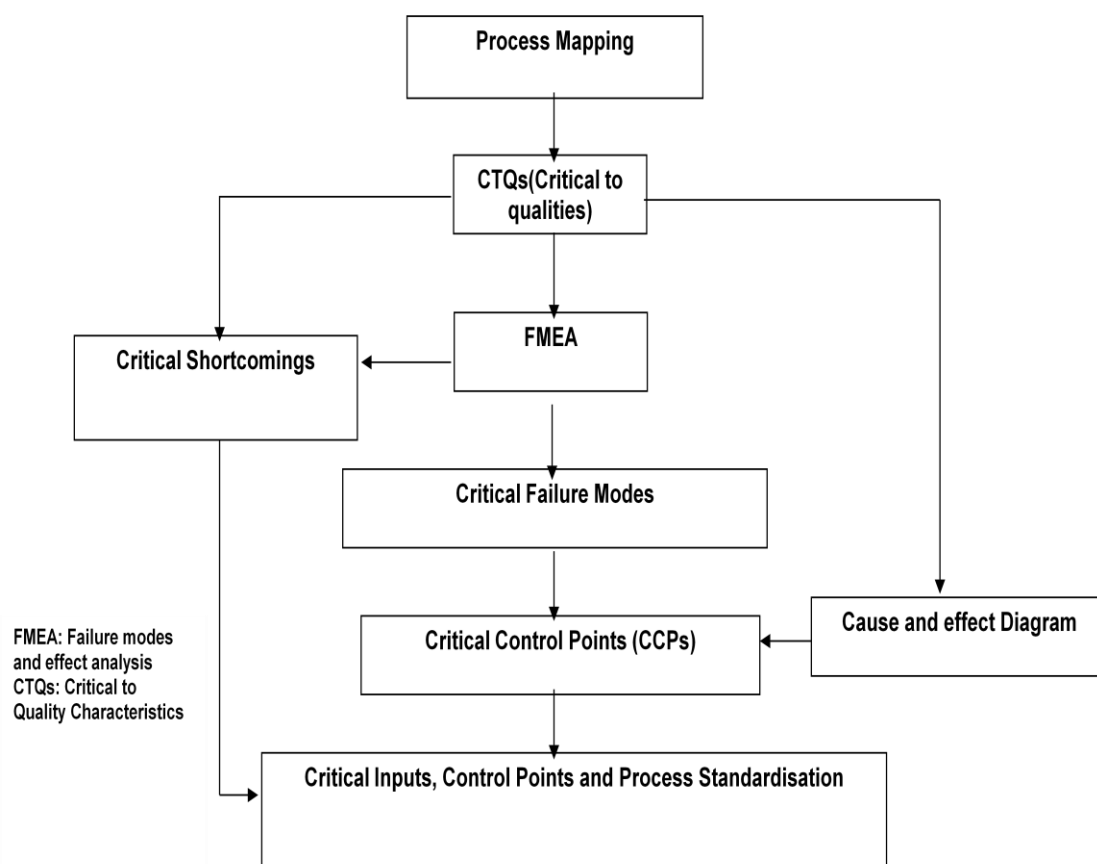 Process Mapping
CTQs(Critical to
qualities)
FMEA
Critical Shortcomings
Critical Failure Modes
Cause and effect Diagram
Critical Control Points (CCPs)
FMEA: Failure modes
and effect analysis
CTQs: Critical to
Quality Characteristics
Critical Inputs, Control Points and Process Standardisation